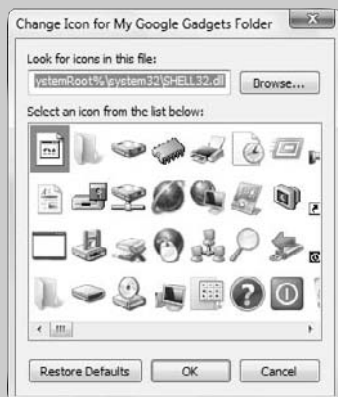 Change Icon for My Google Gadgets Folder
Look for icons in this file:
ystemRoot%\system32\SHELL32.dll
Browse...
Select an icon from the list below:
Restore Defaults
OK
Cancel